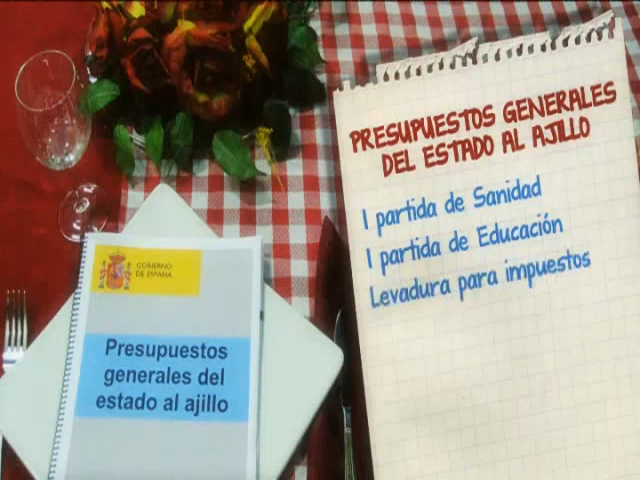 PRESUPUESTOS GENERALES
DEL ESTADO AL AJILLO
1 partida de Sanidad
1 partida de Educación
Levadura para impuestos
GOBIERNO
DE ESPAÑA
Presupuestos
generales del
estado al ajillo